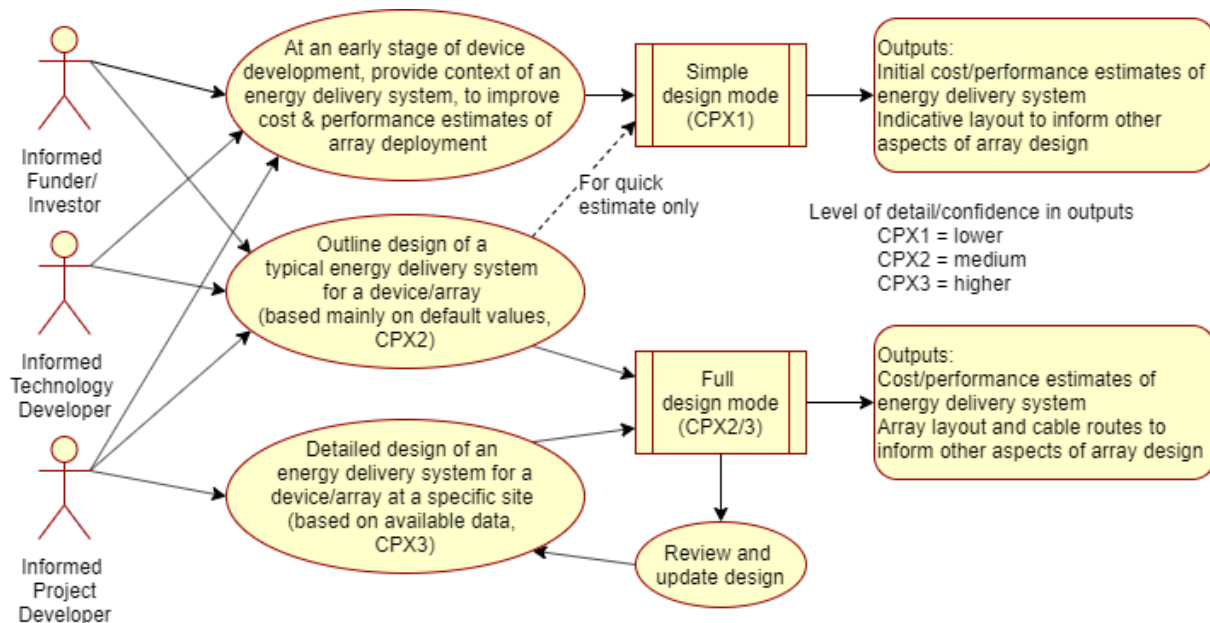 Informed
Funder/
Investor
Informed
Technology
Developer
Informed
Project
Developer
At an early stage of device
development, provide context of an
energy delivery system, to improve
cost & performance estimates of
array deployment
Outline design of a
typical energy delivery system
for a device/array
(based mainly on default values,
CPX2)
Detailed design of an
energy delivery system for a
device/array at a specific site
(based on available data,
CPX3)
Simple
design mode
(CPX1)
For quick
estimate only
Full
design mode
(CPX2/3)
Review and
update design
Outputs:
Initial cost/performance estimates of
energy delivery system
Indicative layout to inform other
aspects of array design
Level of detail/confidence in outputs
CPX1 = lower
CPX2 = medium
CPX3 = higher
Outputs:
Cost/performance estimates of
energy delivery system
Array layout and cable routes to
inform other aspects of array design